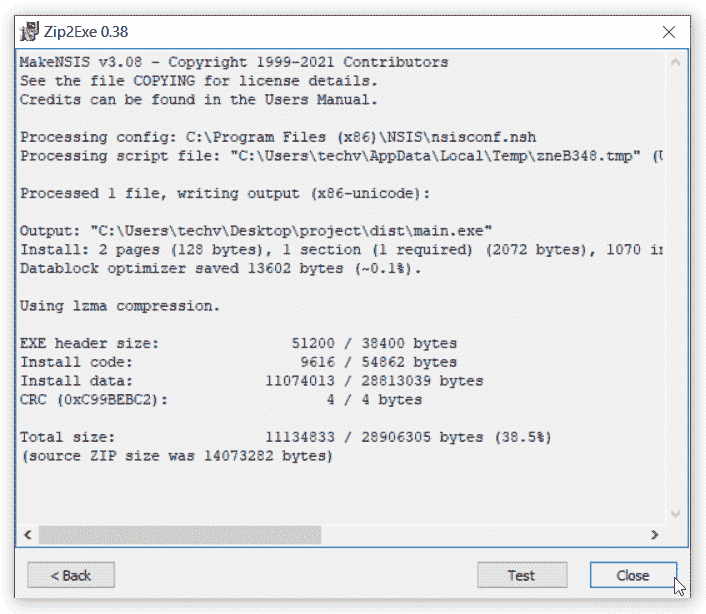 Zip2Exe 0.38
MakeNSIS v3.08 - Copyright 1999-2021 Contributors
See the file COPYING for license details.
Credits can be found in the Users Manual.
Processing config: C:\Program Files (x86)\NSIS\nsisconf.nsh
Processing script file: "C:\Users\techv\AppData\Local\Temp\zneB348.tmp" (U
Processed 1 file, writing output (x86-unicode):
Output: "C:\Users\techv\Desktop\project\dist\main.exe"
Install: 2 pages (128 bytes), 1 section (1 required) (2072 bytes), 1070 in
Datablock optimizer saved 13602 bytes (~0.1%).
Using lzma compression.
EXE header size: 51200 / 38400 bytes
Install code: 9616 / 54862 bytes
Install data: 11074013 / 28813039 bytes
CRC (0xC99BEBC2): 4 / 4 bytes
Total size: 11134833 / 28906305 bytes (38.5%)
(source ZIP size was 14073282 bytes)
< Back
Test
Close